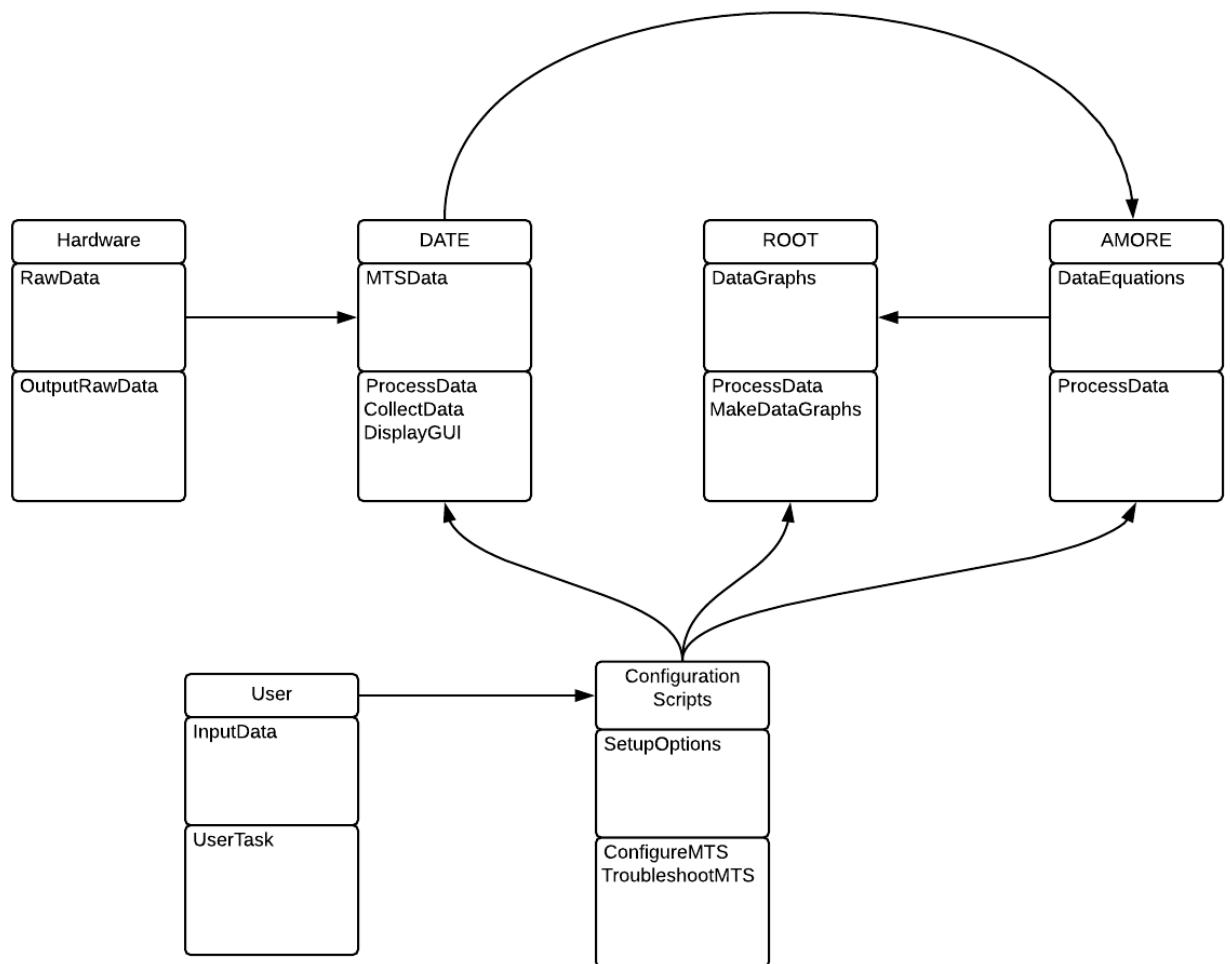 Hardware
RawData
OutputRawData
DATE
MTSData
ProcessData
CollectData
DisplayGUI
ROOT
DataGraphs
ProcessData
MakeDataGraphs
AMORE
DataEquations
ProcessData
User
InputData
UserTask
Configuration
Scripts
SetupOptions
ConfigureMTS
TroubleshootMTS